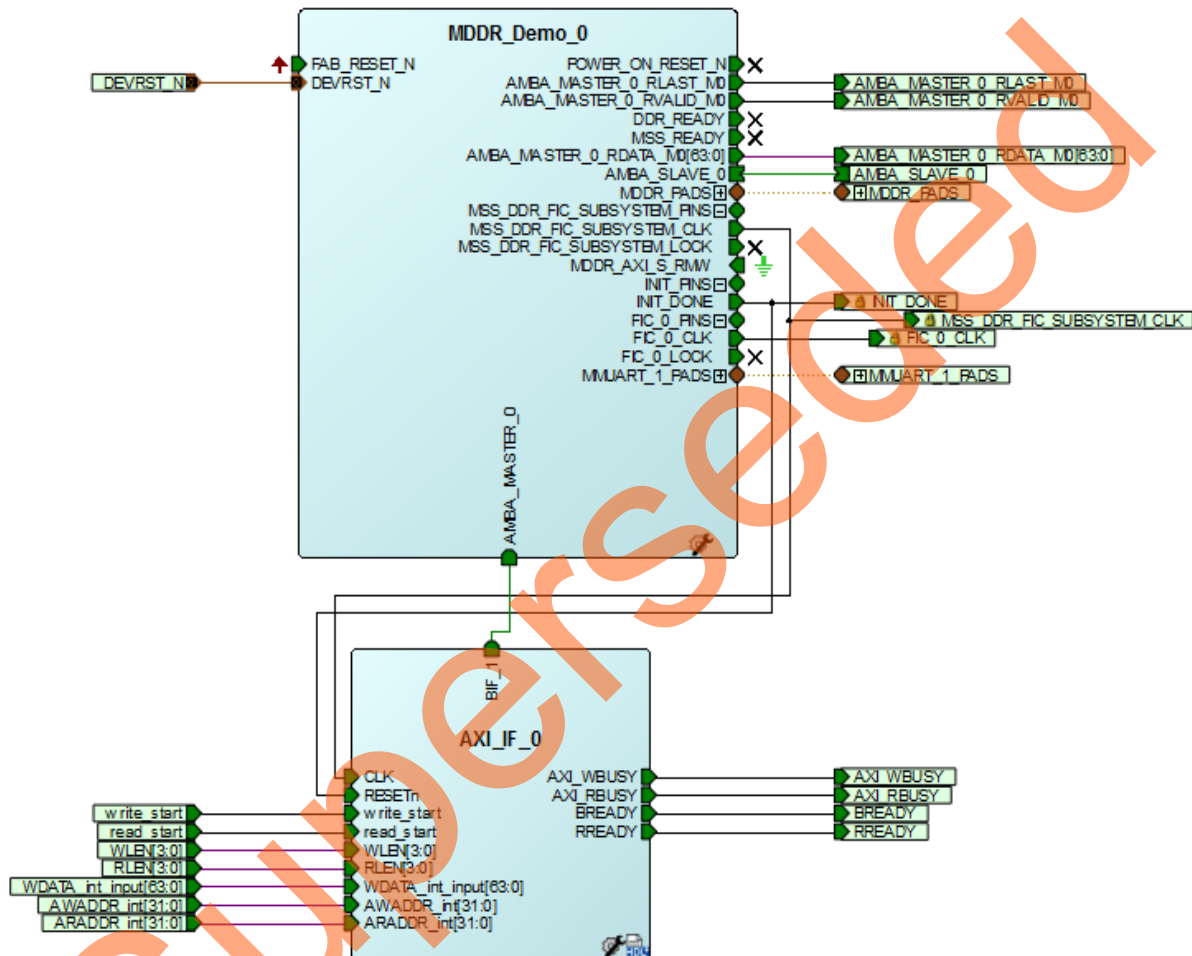 MDDR_Demo_0
DEVRST_N
FAB_RESET_N
DEVRST_N
POWER_ON_RESET_N
AMBA_MASTER_0_RLAST_M0
AMBA_MASTER_0_RLAST_M0
AMBA_MASTER_0_RVALID_M0
AMBA_MASTER_0_RVALID_M0
DDR_READY
MSS_READY
AMBA_MASTER_0_RDATA_M0[63:0]
AMBA_MASTER_0_RDATA_M0[63:0]
AMBA_SLAVE_0
AMBA_SLAVE_0
MDDR_PADS
MDDR_PADS
MSS_DDR_FIC_SUBSYSTEM_PINS
MSS_DDR_FIC_SUBSYSTEM_CLK
MSS_DDR_FIC_SUBSYSTEM_LOCK
MDDR_AXI_S_RMW
INIT_PINS
INIT_DONE
INIT_DONE
FIC_0_PINS
MSS_DDR_FIC_SUBSYSTEM_CLK
FIC_0_CLK
FIC_0_CLK
FIC_0_LOCK
MMUART_1_PADS
MMUART_1_PADS
AMBA_MASTER_0
BIF_1
AXI_IF_0
CLK
AXI_WBUSY
AXI_WBUSY
RESETn
AXI_RBUSY
AXI_RBUSY
write_start
write_start
BREADY
BREADY
read_start
read_start
RREADY
RREADY
WLEN[3:0]
WLEN[3:0]
RLEN[3:0]
RLEN[3:0]
WDATA_int_input[63:0]
WDATA_int_input[63:0]
AWADDR_int[31:0]
AWADDR_int[31:0]
ARADDR_int[31:0]
ARADDR_int[31:0]
HDL
Superseded